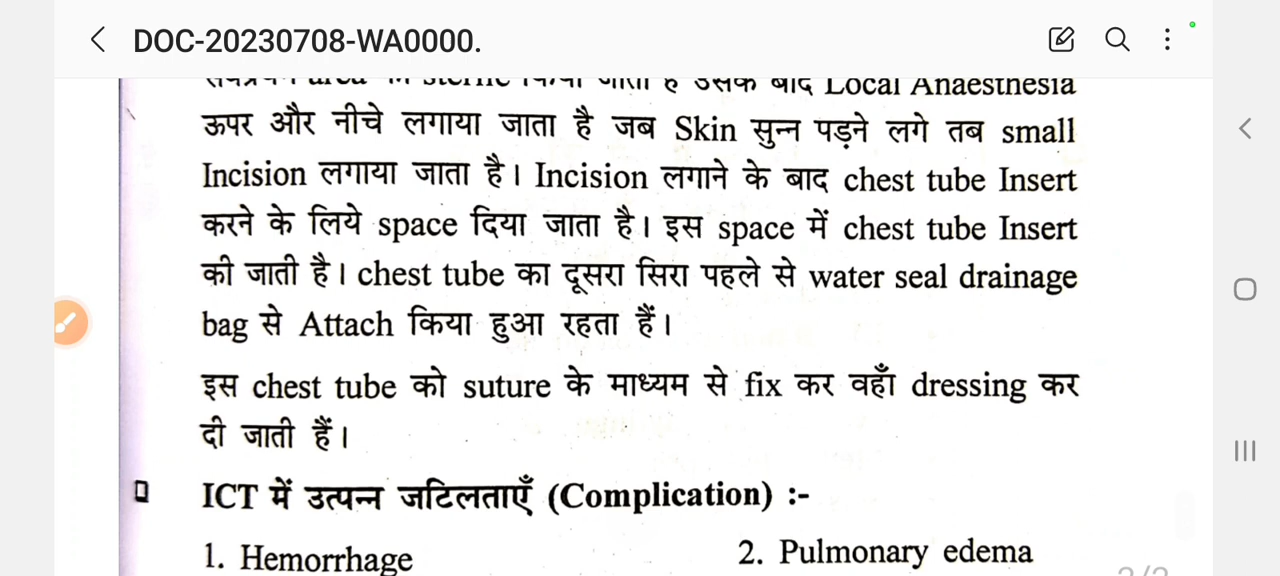 DOC-20230708-WA0000.
उसके बाद Local Anaesthesia
ऊपर और नीचे लगाया जाता है जब Skin सुन्न पड़ने लगे तब small
Incision लगाया जाता है। Incision लगाने के बाद chest tube Insert
करने के लिये space दिया जाता है। इस space में chest tube Insert
की जाती है। chest tube का दूसरा सिरा पहले से water seal drainage
bag से Attach किया हुआ रहता हैं।
इस chest tube को suture के माध्यम से fix कर वहाँ dressing कर
दी जाती हैं।
ICT में उत्पन्न जटिलताएँ (Complication) :-
1. Hemorrhage 2. Pulmonary edema